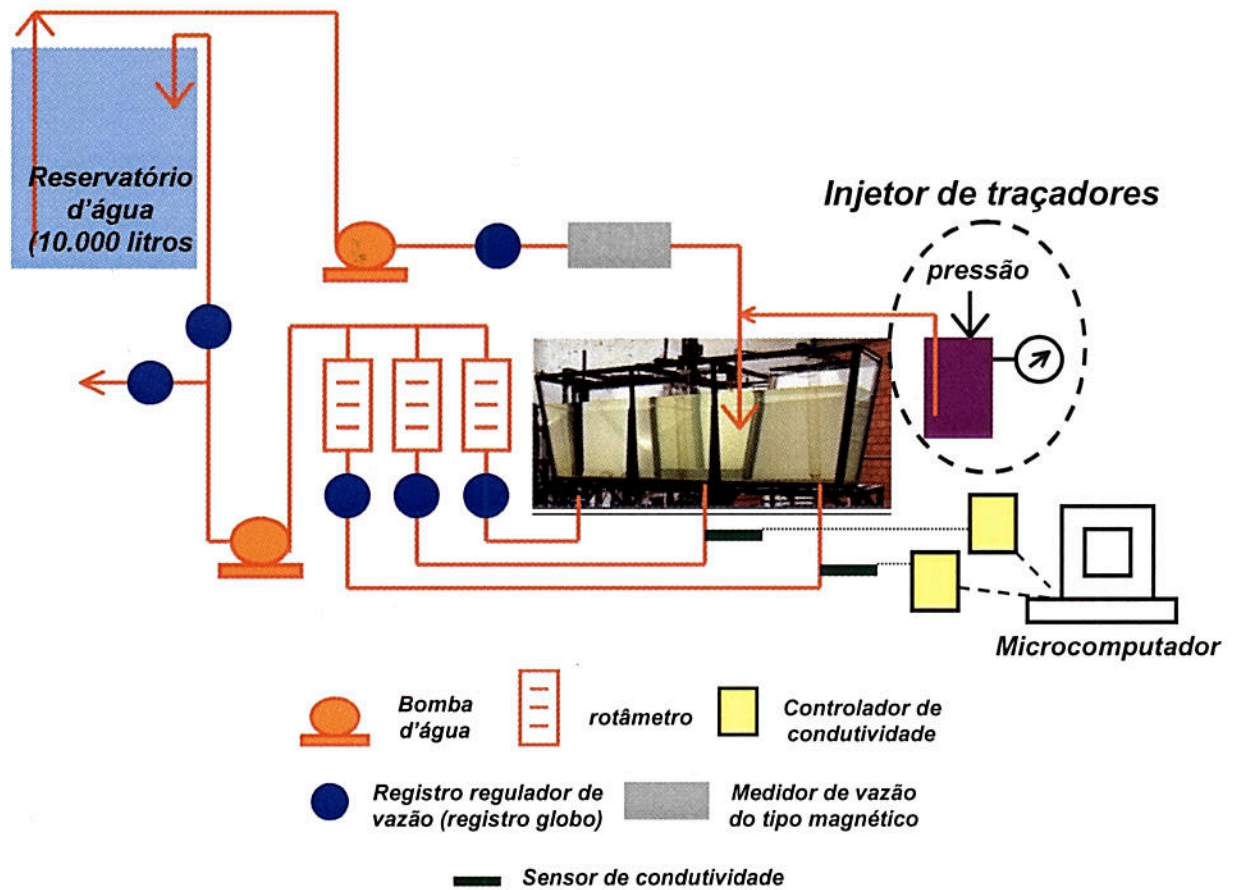 Reservatório
d'água
(10.000 litros
Injetor de traçadores
pressão
Microcomputador
Bomba
d'água
rotâmetro
Controlador de
condutividade
Registro regulador de
vazão (registro globo)
Medidor de vazão
do tipo magnético
Sensor de condutividade